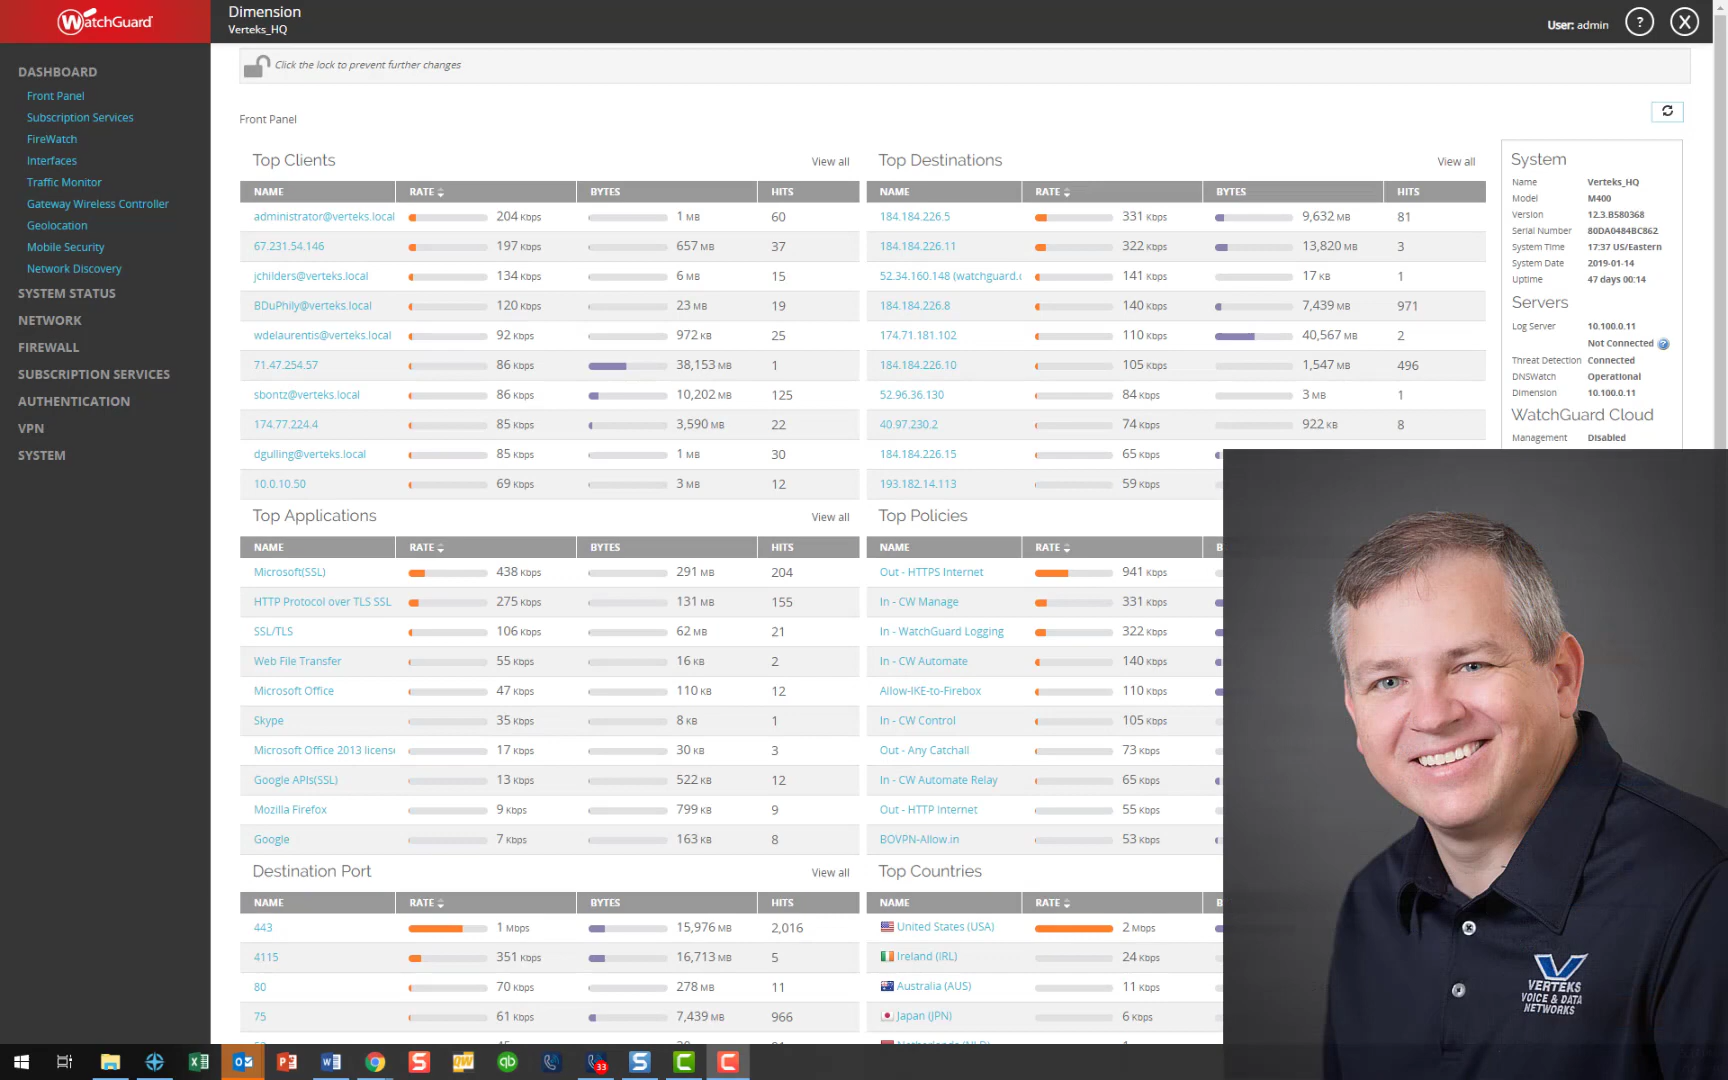 WatchGuard
Dimension
Verteks_HQ
User: admin
?
X
Click the lock to prevent further changes
DASHBOARD
Front Panel
Subscription Services
FireWatch
Interfaces
Traffic Monitor
Gateway Wireless Controller
Geolocation
Mobile Security
Network Discovery
SYSTEM STATUS
NETWORK
FIREWALL
SUBSCRIPTION SERVICES
AUTHENTICATION
VPN
SYSTEM
Front Panel
Top Clients View all
NAME RATE BYTES HITS
administrator@verteks.local 204 Kbps 1 MB 60
67.231.54.146 197 Kbps 657 MB 37
jchilders@verteks.local 134 Kbps 6 MB 15
BDuPhily@verteks.local 120 Kbps 23 MB 19
wdelaurentis@verteks.local 92 Kbps 972 KB 25
71.47.254.57 86 Kbps 38,153 MB 1
sbontz@verteks.local 86 Kbps 10,202 MB 125
174.77.224.4 85 Kbps 3,590 MB 22
dgulling@verteks.local 85 Kbps 1 MB 30
10.0.10.50 69 Kbps 3 MB 12
Top Destinations View all
NAME RATE BYTES HITS
184.184.226.5 331 Kbps 9,632 MB 81
184.184.226.11 322 Kbps 13,820 MB 3
52.34.160.148 (watchguard.c 141 Kbps 17 KB 1
184.184.226.8 140 Kbps 7,439 MB 971
174.71.181.102 110 Kbps 40,567 MB 2
184.184.226.10 105 Kbps 1,547 MB 496
52.96.36.130 84 Kbps 3 MB 1
40.97.230.2 74 Kbps 922 KB 8
184.184.226.15 65 Kbps
193.182.14.113 59 Kbps
System
Name Verteks_HQ
Model M400
Version 12.3.B580368
Serial Number 80DA0484BC862
System Time 17:37 US/Eastern
System Date 2019-01-14
Uptime 47 days 00:14
Servers
Log Server 10.100.0.11
Not Connected ?
Threat Detection Connected
DNSWatch Operational
Dimension 10.100.0.11
WatchGuard Cloud
Management Disabled
Top Applications View all
NAME RATE BYTES HITS
Microsoft(SSL) 438 Kbps 291 MB 204
HTTP Protocol over TLS SSL 275 Kbps 131 MB 155
SSL/TLS 106 Kbps 62 MB 21
Web File Transfer 55 Kbps 16 KB 2
Microsoft Office 47 Kbps 110 KB 12
Skype 35 Kbps 8 KB 1
Microsoft Office 2013 license 17 Kbps 30 KB 3
Google APIs(SSL) 13 Kbps 522 KB 12
Mozilla Firefox 9 Kbps 799 KB 9
Google 7 Kbps 163 KB 8
Top Policies
NAME RATE B
Out - HTTPS Internet 941 Kbps
In - CW Manage 331 Kbps
In - WatchGuard Logging 322 Kbps
In - CW Automate 140 Kbps
Allow-IKE-to-Firebox 110 Kbps
In - CW Control 105 Kbps
Out - Any Catchall 73 Kbps
In - CW Automate Relay 65 Kbps
Out - HTTP Internet 55 Kbps
BOVPN-Allow.in 53 Kbps
Destination Port View all
NAME RATE BYTES HITS
443 1 Mbps 15,976 MB 2,016
4115 351 Kbps 16,713 MB 5
80 70 Kbps 278 MB 11
75 61 Kbps 7,439 MB 966
Top Countries
NAME RATE B
United States (USA) 2 Mbps
Ireland (IRL) 24 Kbps
Australia (AUS) 11 Kbps
Japan (JPN) 6 Kbps
VERTEKS
VOICE & DATA
NETWORKS
33